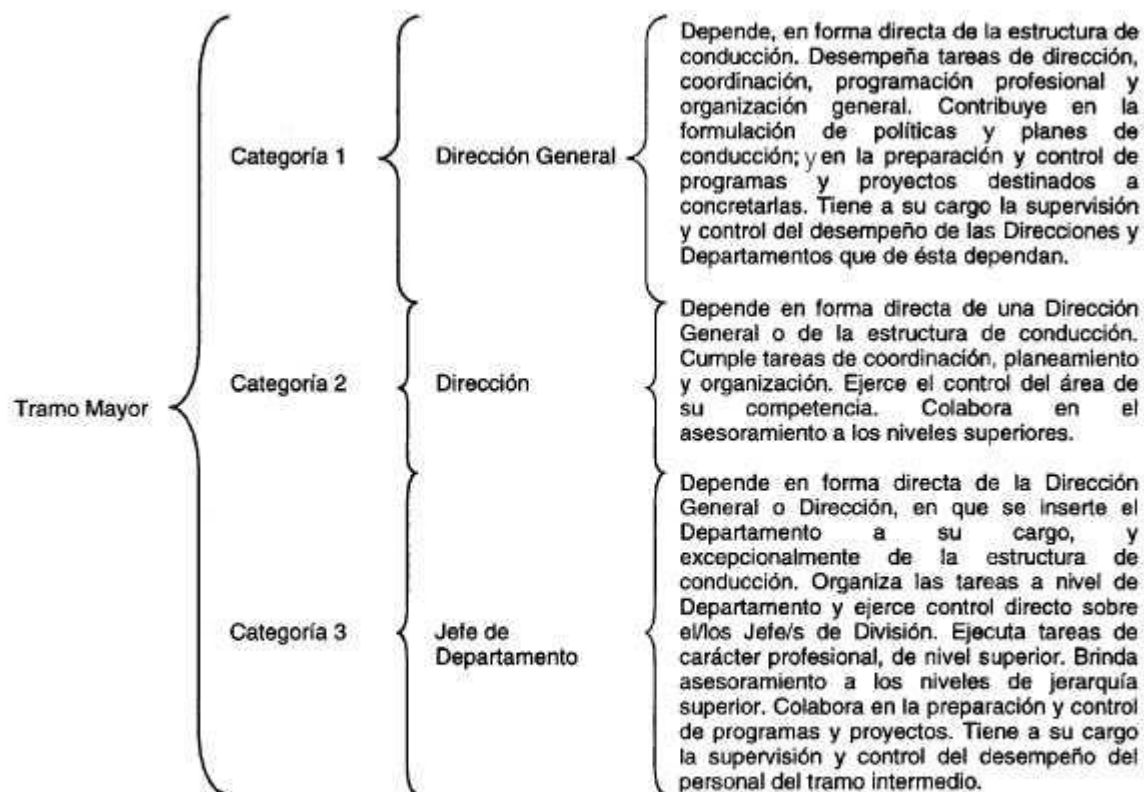 Tramo Mayor
Categoría 1
Dirección General
Depende, en forma directa de la estructura de
conducción. Desempeña tareas de dirección,
coordinación, programación profesional y
organización general. Contribuye en la
formulación de políticas y planes de
conducción; y en la preparación y control de
programas y proyectos destinados a
concretarlas. Tiene a su cargo la supervisión
y control del desempeño de las Direcciones y
Departamentos que de ésta dependan.
Categoría 2
Dirección
Depende en forma directa de una Dirección
General o de la estructura de conducción.
Cumple tareas de coordinación, planeamiento
y organización. Ejerce el control del área de
su competencia. Colabora en el
asesoramiento a los niveles superiores.
Categoría 3
Jefe de
Departamento
Depende en forma directa de la Dirección
General o Dirección, en que se inserte el
Departamento a su cargo, y
excepcionalmente de la estructura de
conducción. Organiza las tareas a nivel de
Departamento y ejerce control directo sobre
el/los Jefe/s de División. Ejecuta tareas de
carácter profesional, de nivel superior. Brinda
asesoramiento a los niveles de jerarquía
superior. Colabora en la preparación y control
de programas y proyectos. Tiene a su cargo
la supervisión y control del desempeño del
personal del tramo intermedio.